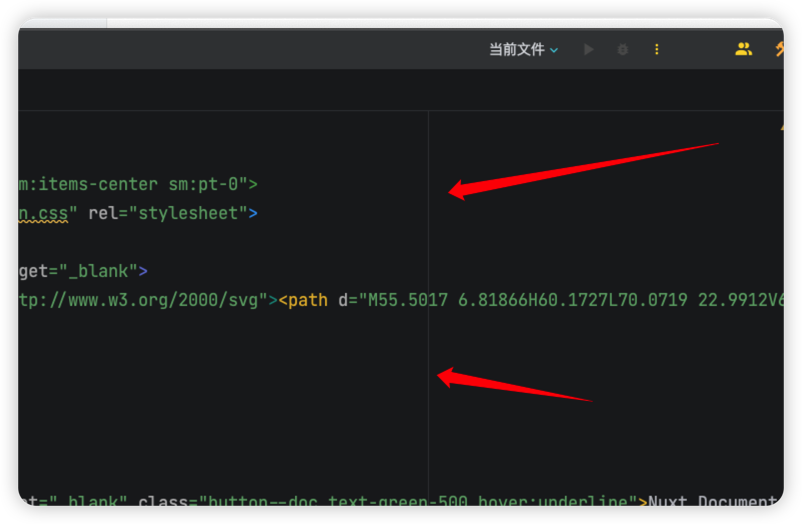 当前文件
m:items-center sm:pt-0">
n.css" rel="stylesheet">
get="_blank">
tp://www.w3.org/2000/svg"><path d="M55.5017 6.81866H60.1727L70.0719 22.9912V6
et="_blank" class="button--doc text-green-500 hover:underline">Nuxt Document